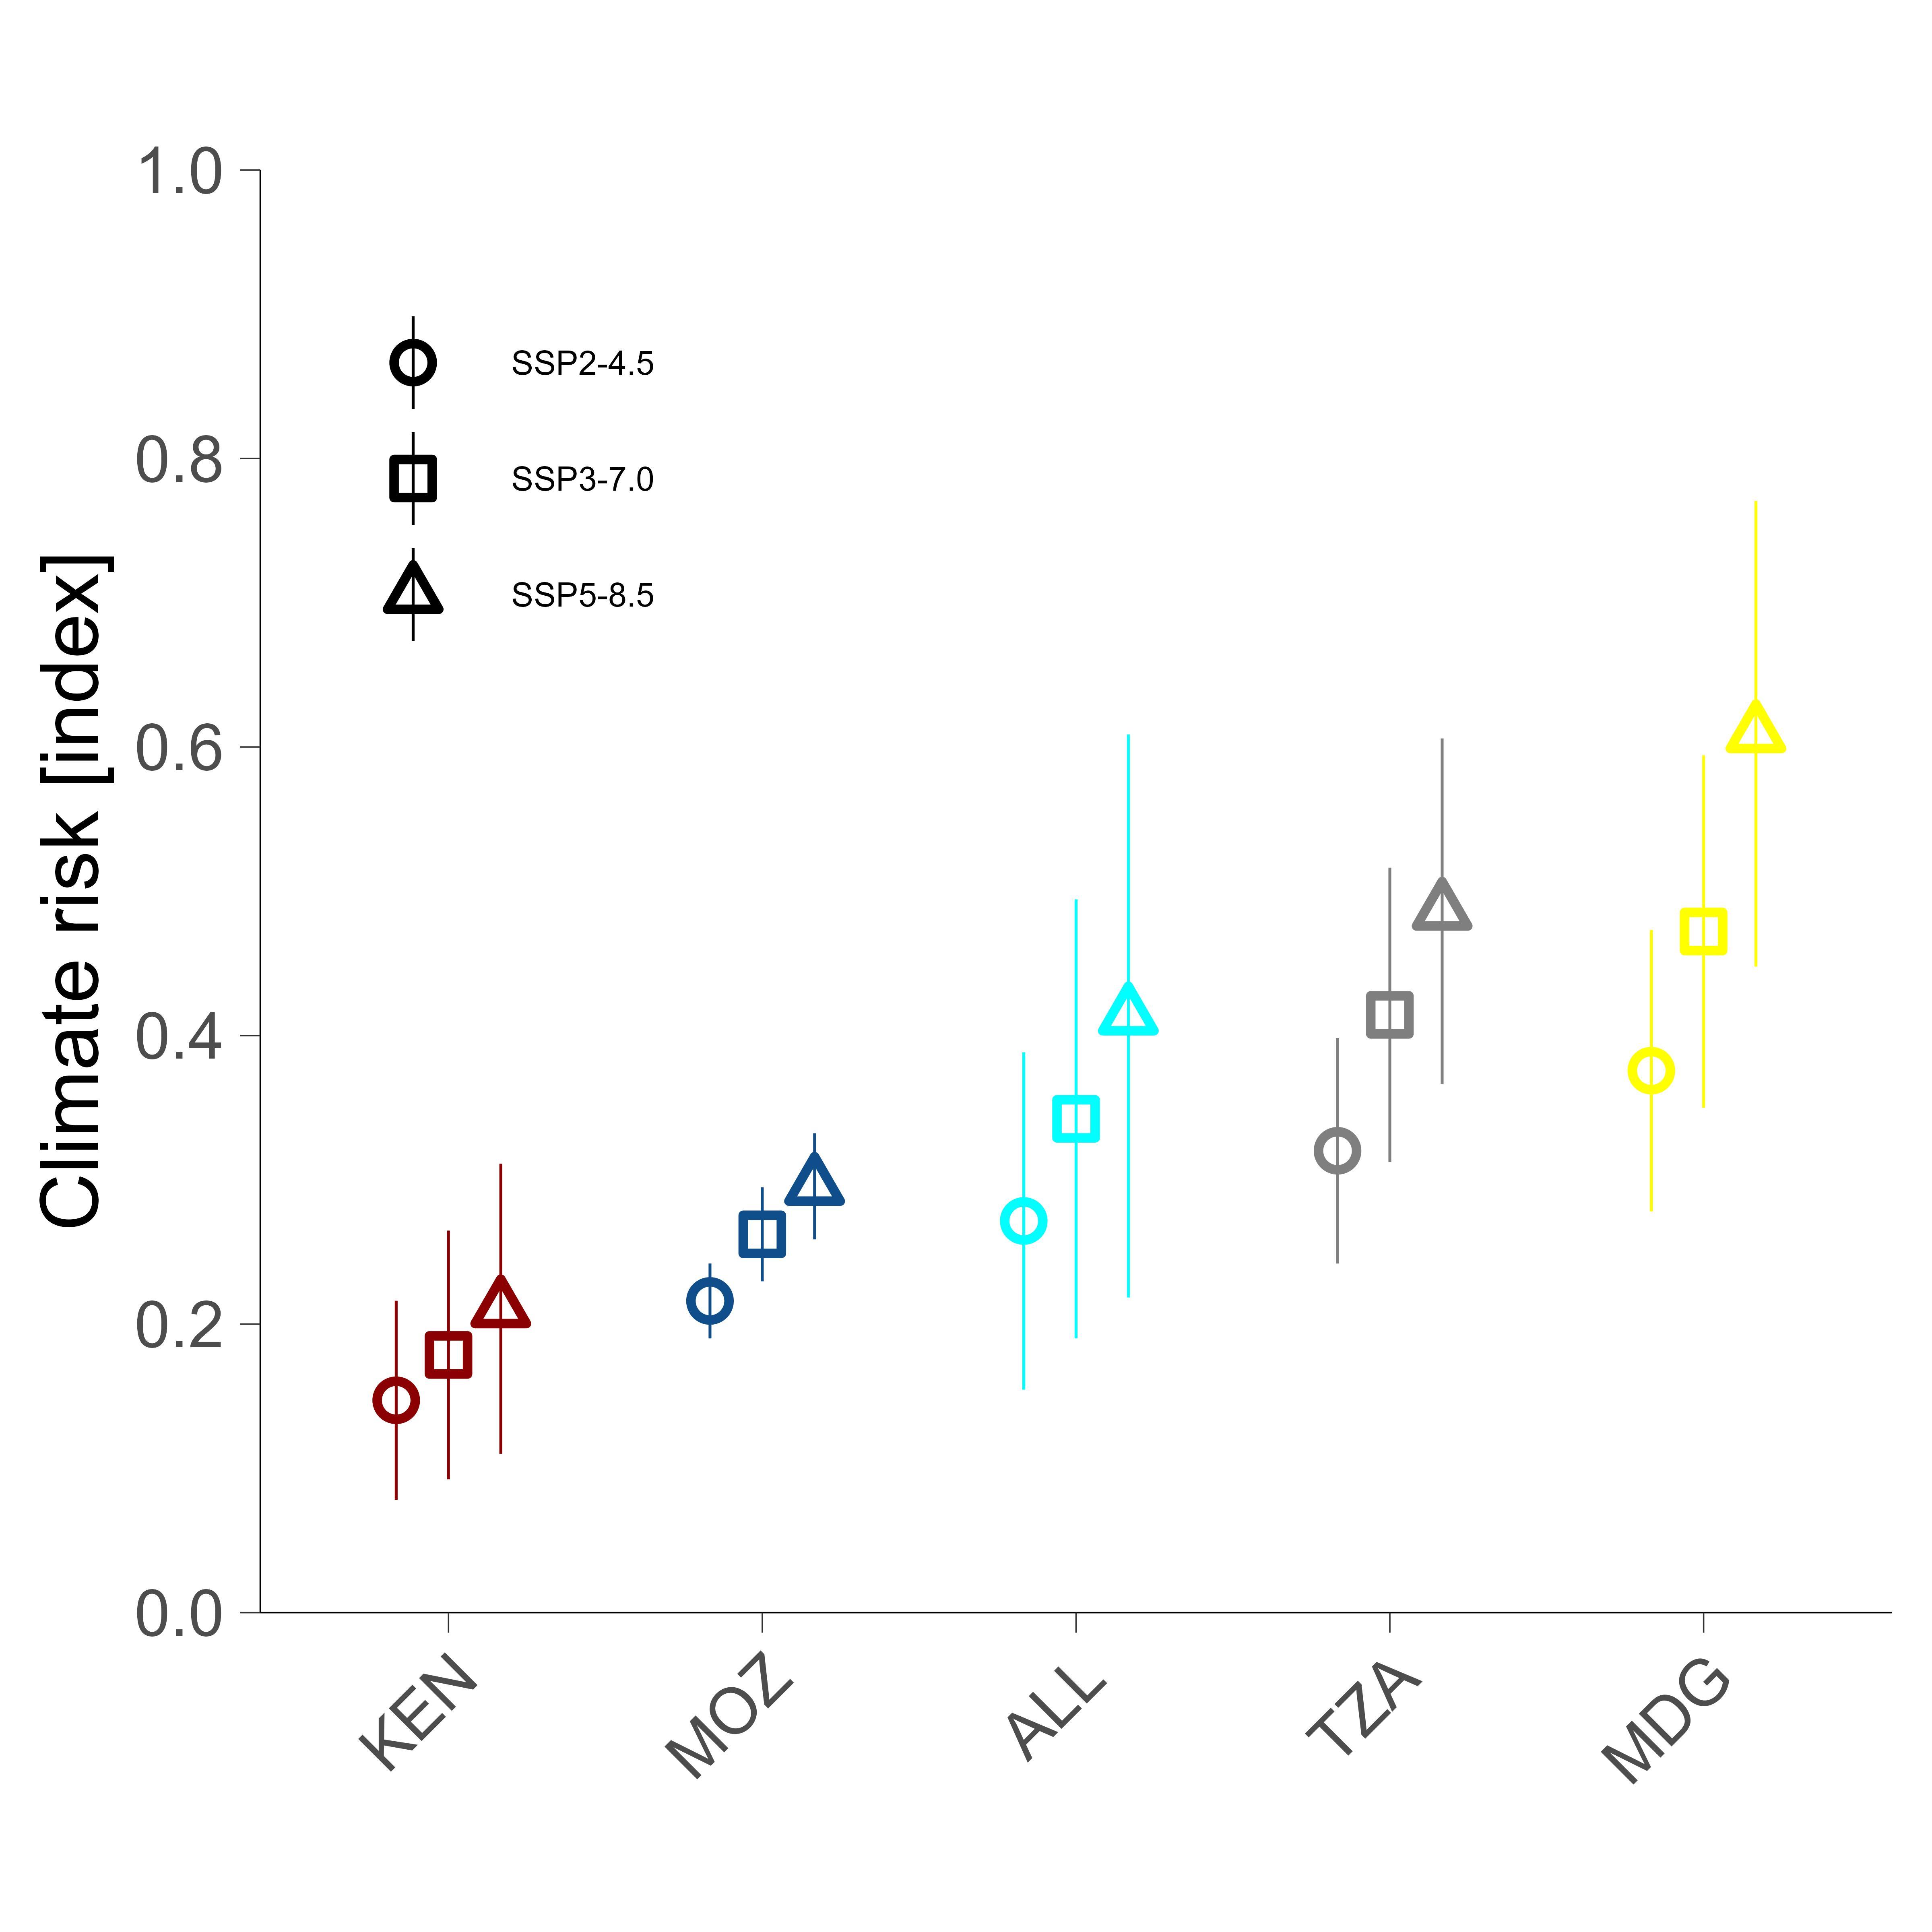 1.0
0.8
0.6
0.4
0.2
0.0
Climate risk [index]
SSP2-4.5
SSP3-7.0
SSP5-8.5
KEN
MOZ
ALL
TZA
MDG